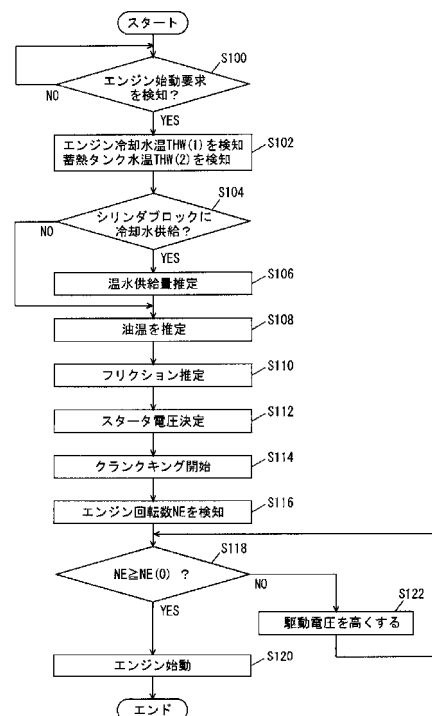 スタート
S100
エンジン始動要求
を検知?
NO
YES
エンジン冷却水温THW(1)を検知
蓄熱タンク水温THW(2)を検知
S102
S104
シリンダブロックに
冷却水供給?
NO
YES
温水供給量推定
S106
油温を推定
S108
フリクション推定
S110
スタータ電圧決定
S112
クランクキング開始
S114
エンジン回転数NEを検知
S116
S118
NE≧NE(0) ?
NO
YES
S122
駆動電圧を高くする
エンジン始動
S120
エンド